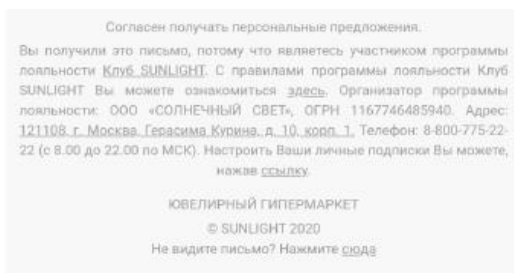 Согласен получать персональные предложения.
Вы получили это письмо, потому что являетесь участником программы
лояльности Клуб SUNLIGHT. С правилами программы лояльности Клуб
SUNLIGHT Вы можете ознакомиться здесь. Организатор программы
лояльности: ООО «СОЛНЕЧНЫЙ СВЕТ», ОГРН 1167746485940. Адрес:
121108, г. Москва, Герасима Курина, д. 10, корп. 1. Телефон: 8-800-775-22-
22 (с 8.00 до 22.00 по МСК). Настроить Ваши личные подписки Вы можете,
нажав ссылку.
ЮВЕЛИРНЫЙ ГИПЕРМАРКЕТ
© SUNLIGHT 2020
Не видите письмо? Нажмите сюда